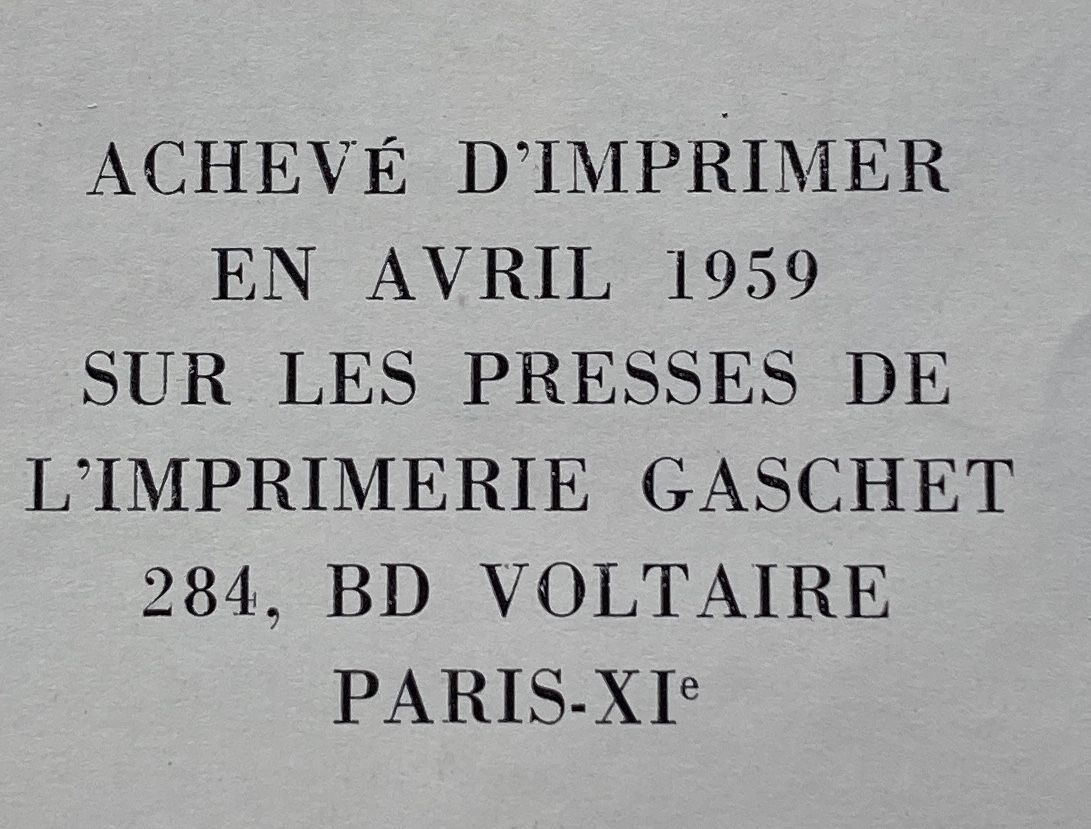 ACHEVÉ D'IMPRIMER
EN AVRIL 1959
SUR LES PRESSES DE
L'IMPRIMERIE GASCHET
284, BD VOLTAIRE
PARIS-XIe